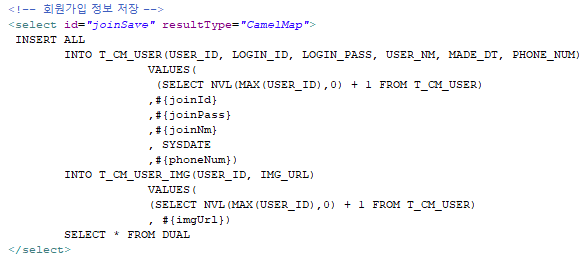 <!-- 회원가입 정보 저장 -->
<select id="joinSave" resultType="CamelMap">
INSERT ALL
INTO T_CM_USER(USER_ID, LOGIN_ID, LOGIN_PASS, USER_NM, MADE_DT, PHONE_NUM)
VALUES(
(SELECT NVL(MAX(USER_ID),0) + 1 FROM T_CM_USER)
,#{joinId}
,#{joinPass}
,#{joinNm}
, SYSDATE
,#{phoneNum})
INTO T_CM_USER_IMG(USER_ID, IMG_URL)
VALUES(
(SELECT NVL(MAX(USER_ID),0) + 1 FROM T_CM_USER)
, #{imgUrl})
SELECT * FROM DUAL
</select>